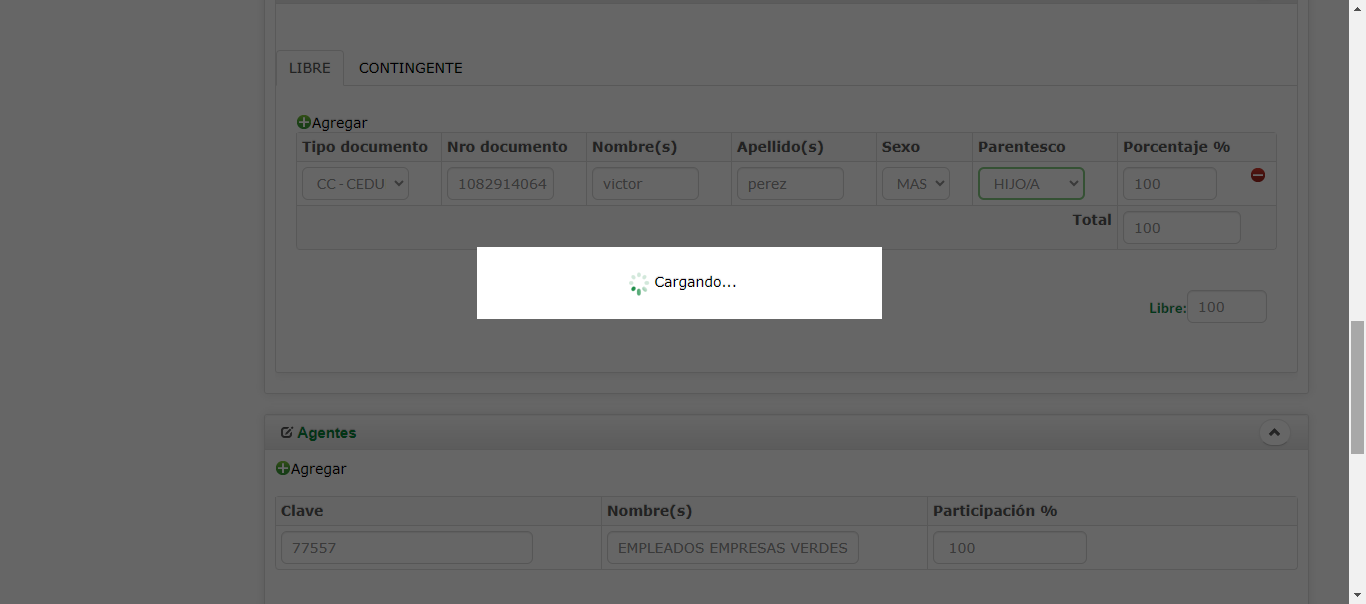 LIBRE CONTINGENTE
Agregar
Tipo documento Nro documento Nombre(s) Apellido(s) Sexo Parentesco Porcentaje %
CC - CEDU 1082914064 victor perez MAS HIJO/A 100
Total 100
Cargando...
Libre: 100
Agentes
Agregar
Clave Nombre(s) Participación %
77557 EMPLEADOS EMPRESAS VERDES 100